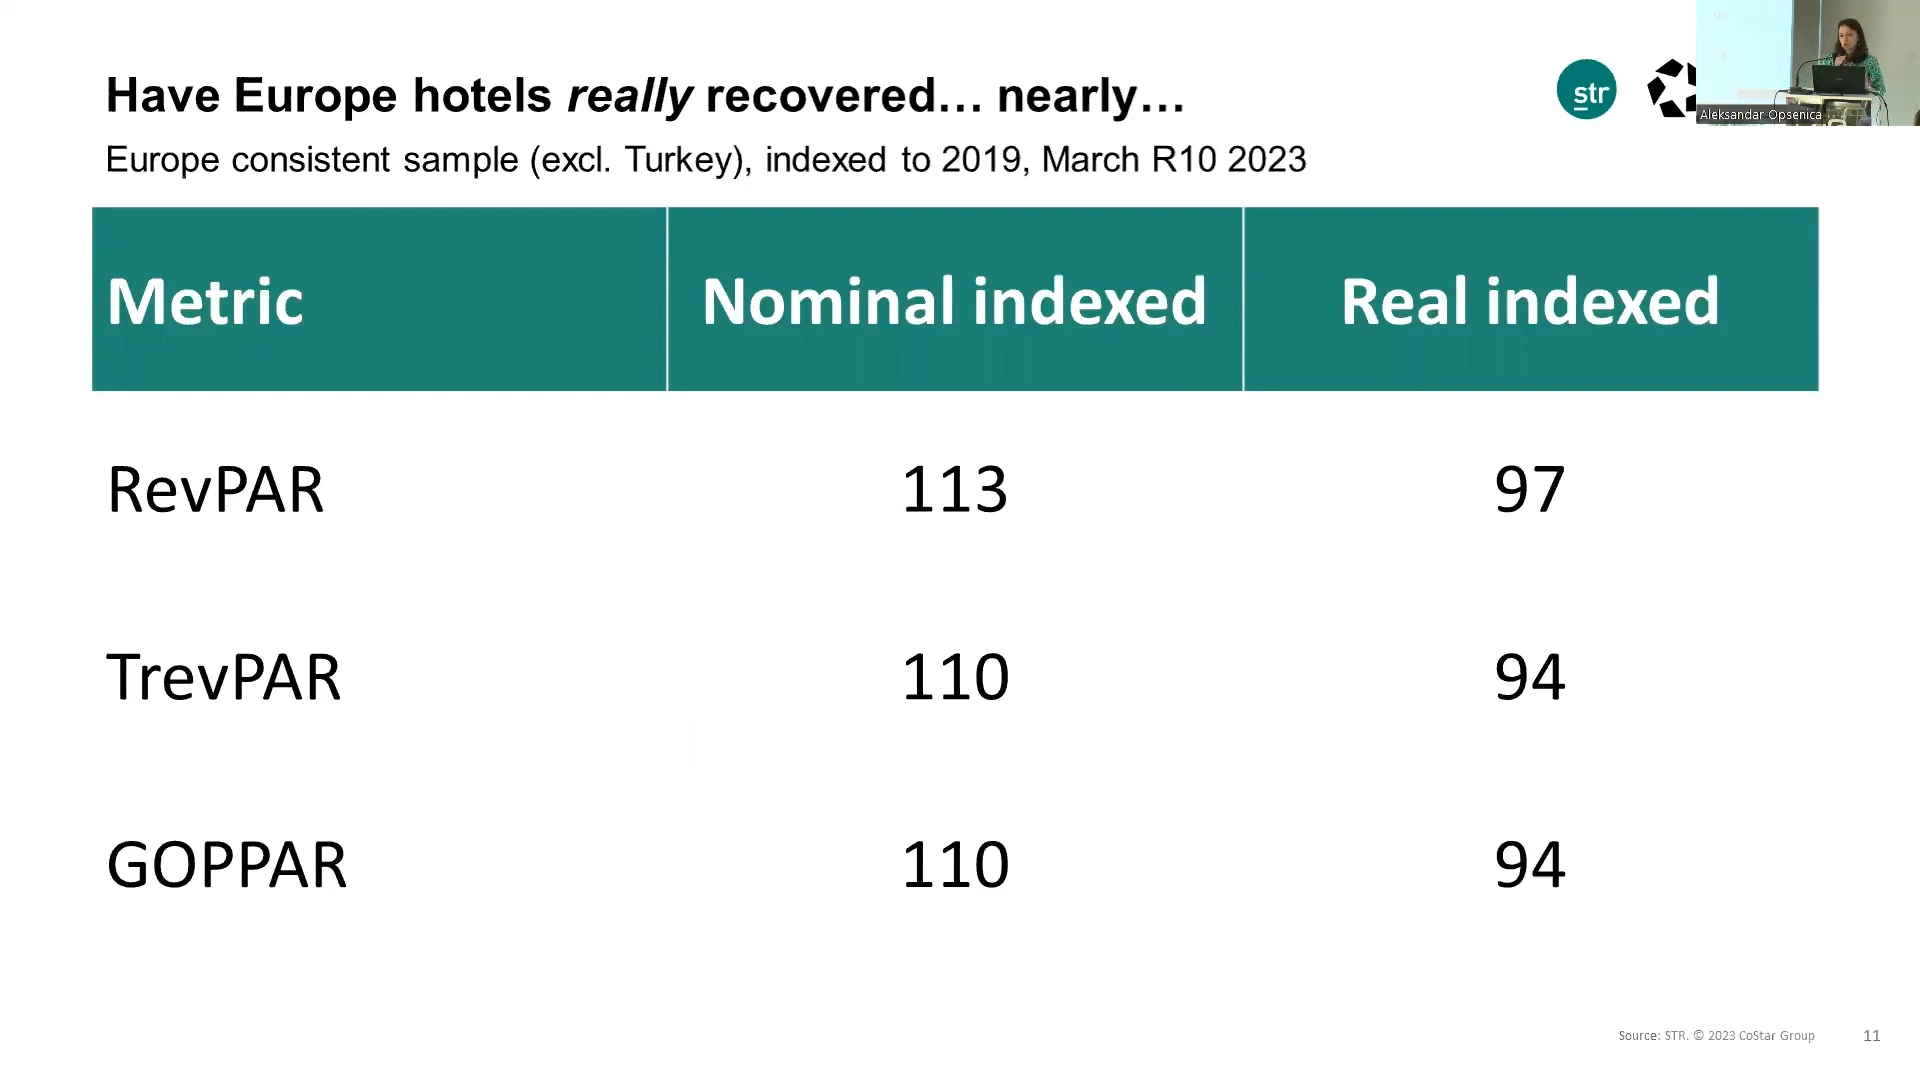 Have Europe hotels really recovered… nearly…
Europe consistent sample (excl. Turkey), indexed to 2019, March R10 2023
str
Aleksandar Opsenica
Metric Nominal indexed Real indexed
RevPAR 113 97
TrevPAR 110 94
GOPPAR 110 94
Source: STR. © 2023 CoStar Group 11